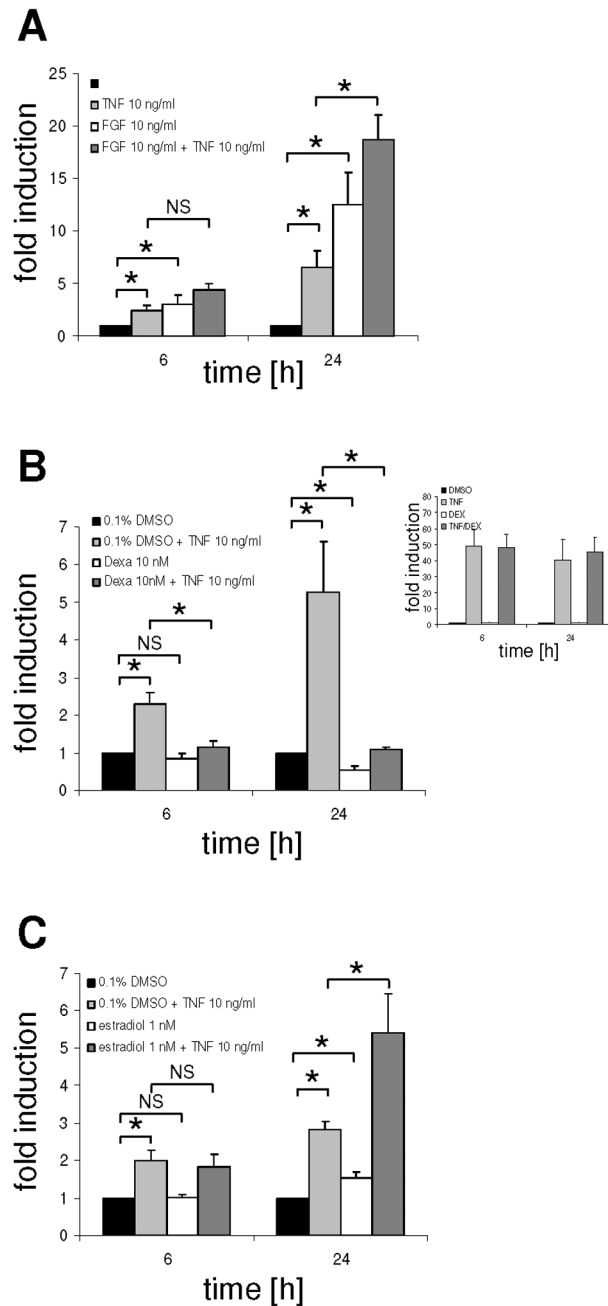 A
25
20
15
10
5
0
fold induction
TNF 10 ng/ml
FGF 10 ng/ml
FGF 10 ng/ml + TNF 10 ng/ml
*
*
NS
*
*
*
6
24
time [h]
B
7
6
5
4
3
2
1
0
fold induction
0.1% DMSO
0.1% DMSO + TNF 10 ng/ml
Dexa 10 nM
Dexa 10nM + TNF 10 ng/ml
*
NS
*
*
*
*
6
24
time [h]
80
70
60
50
40
30
20
10
0
fold induction
DMSO
TNF
DEX
TNF/DEX
6
24
time [h]
C
7
6
5
4
3
2
1
0
fold induction
0.1% DMSO
0.1% DMSO + TNF 10 ng/ml
estradiol 1 nM
estradiol 1 nM + TNF 10 ng/ml
*
NS
NS
*
*
*
6
24
time [h]